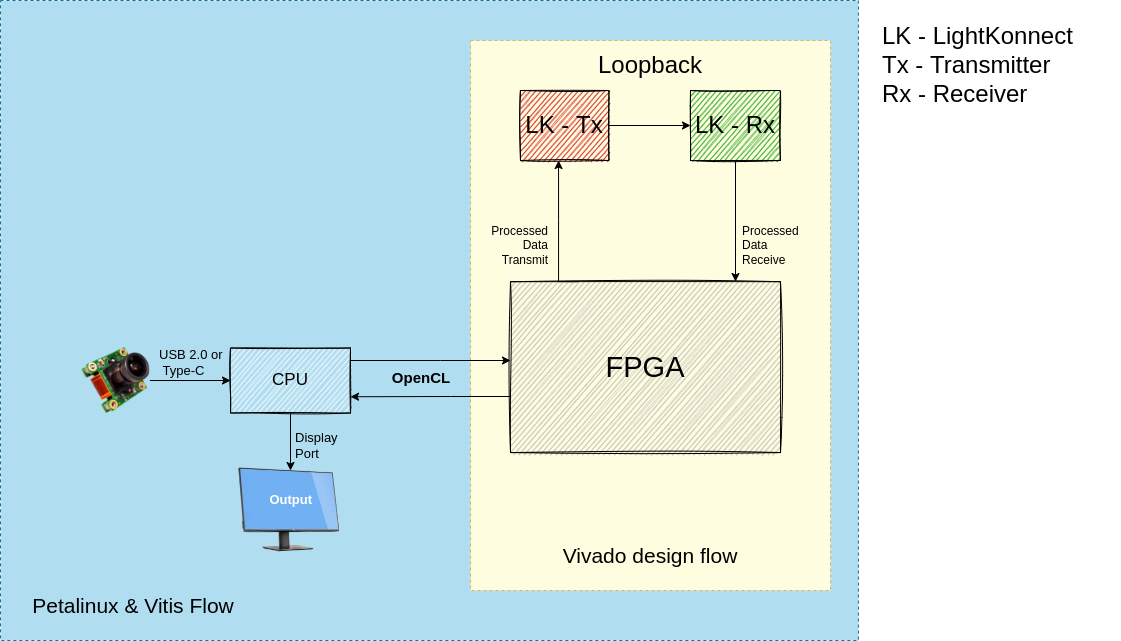 LK - LightKonnect
Tx - Transmitter
Rx - Receiver
Loopback
LK - Tx
LK - Rx
Processed
Data
Transmit
Processed
Data
Receive
USB 2.0 or
Type-C
CPU
OpenCL
FPGA
Display
Port
Output
Vivado design flow
Petalinux & Vitis Flow